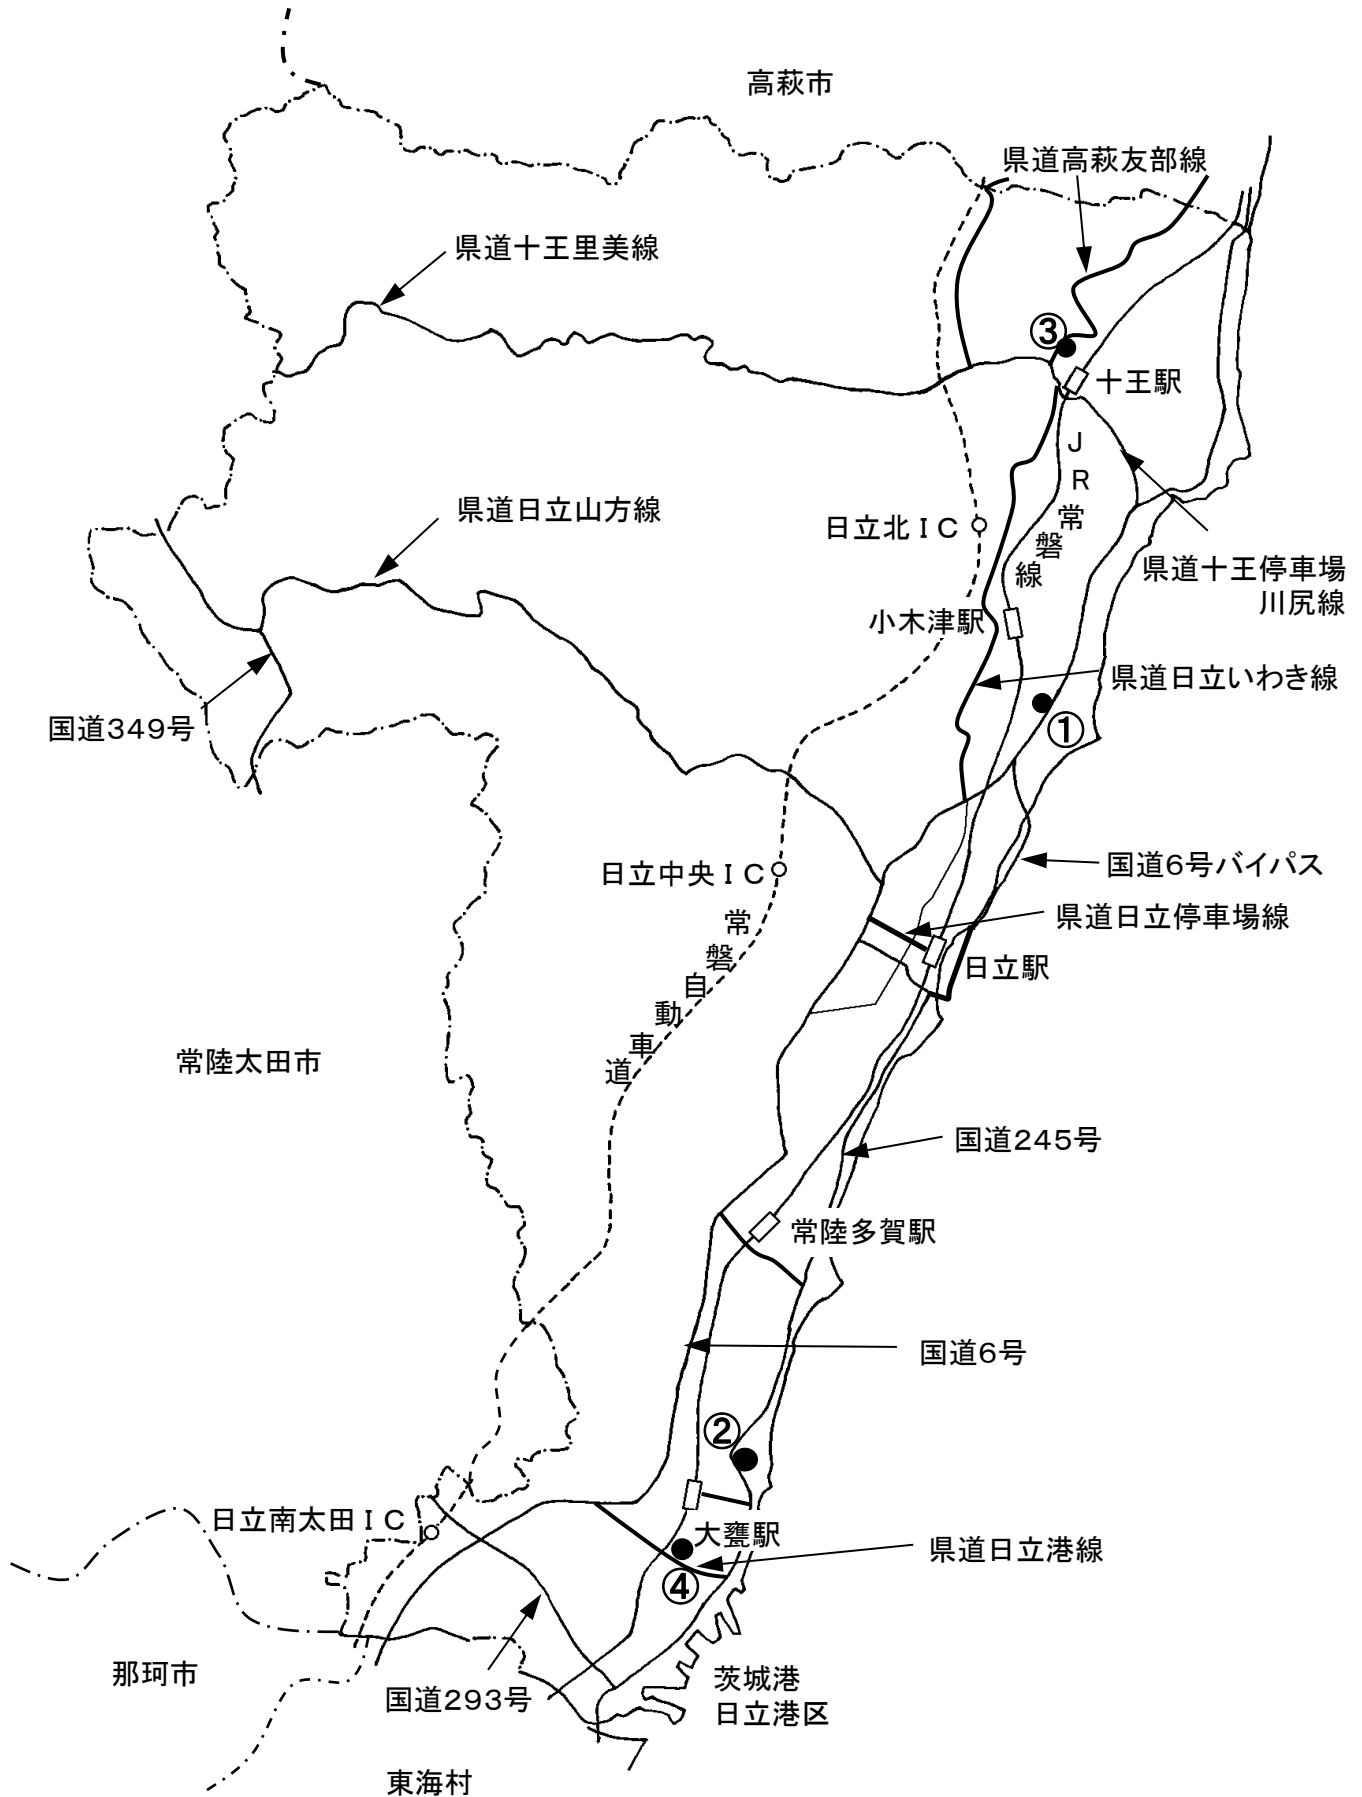 高萩市
県道高萩友部線
県道十王里美線
③
十王駅
JR常磐線
県道日立山方線
日立北ＩＣ
県道十王停車場
川尻線
小木津駅
県道日立いわき線
国道349号
①
国道6号バイパス
日立中央ＩＣ
県道日立停車場線
日立駅
常磐自動車道
常陸太田市
国道245号
常陸多賀駅
国道6号
②
日立南太田ＩＣ
大甕駅
県道日立港線
④
那珂市
国道293号
茨城港
日立港区
東海村